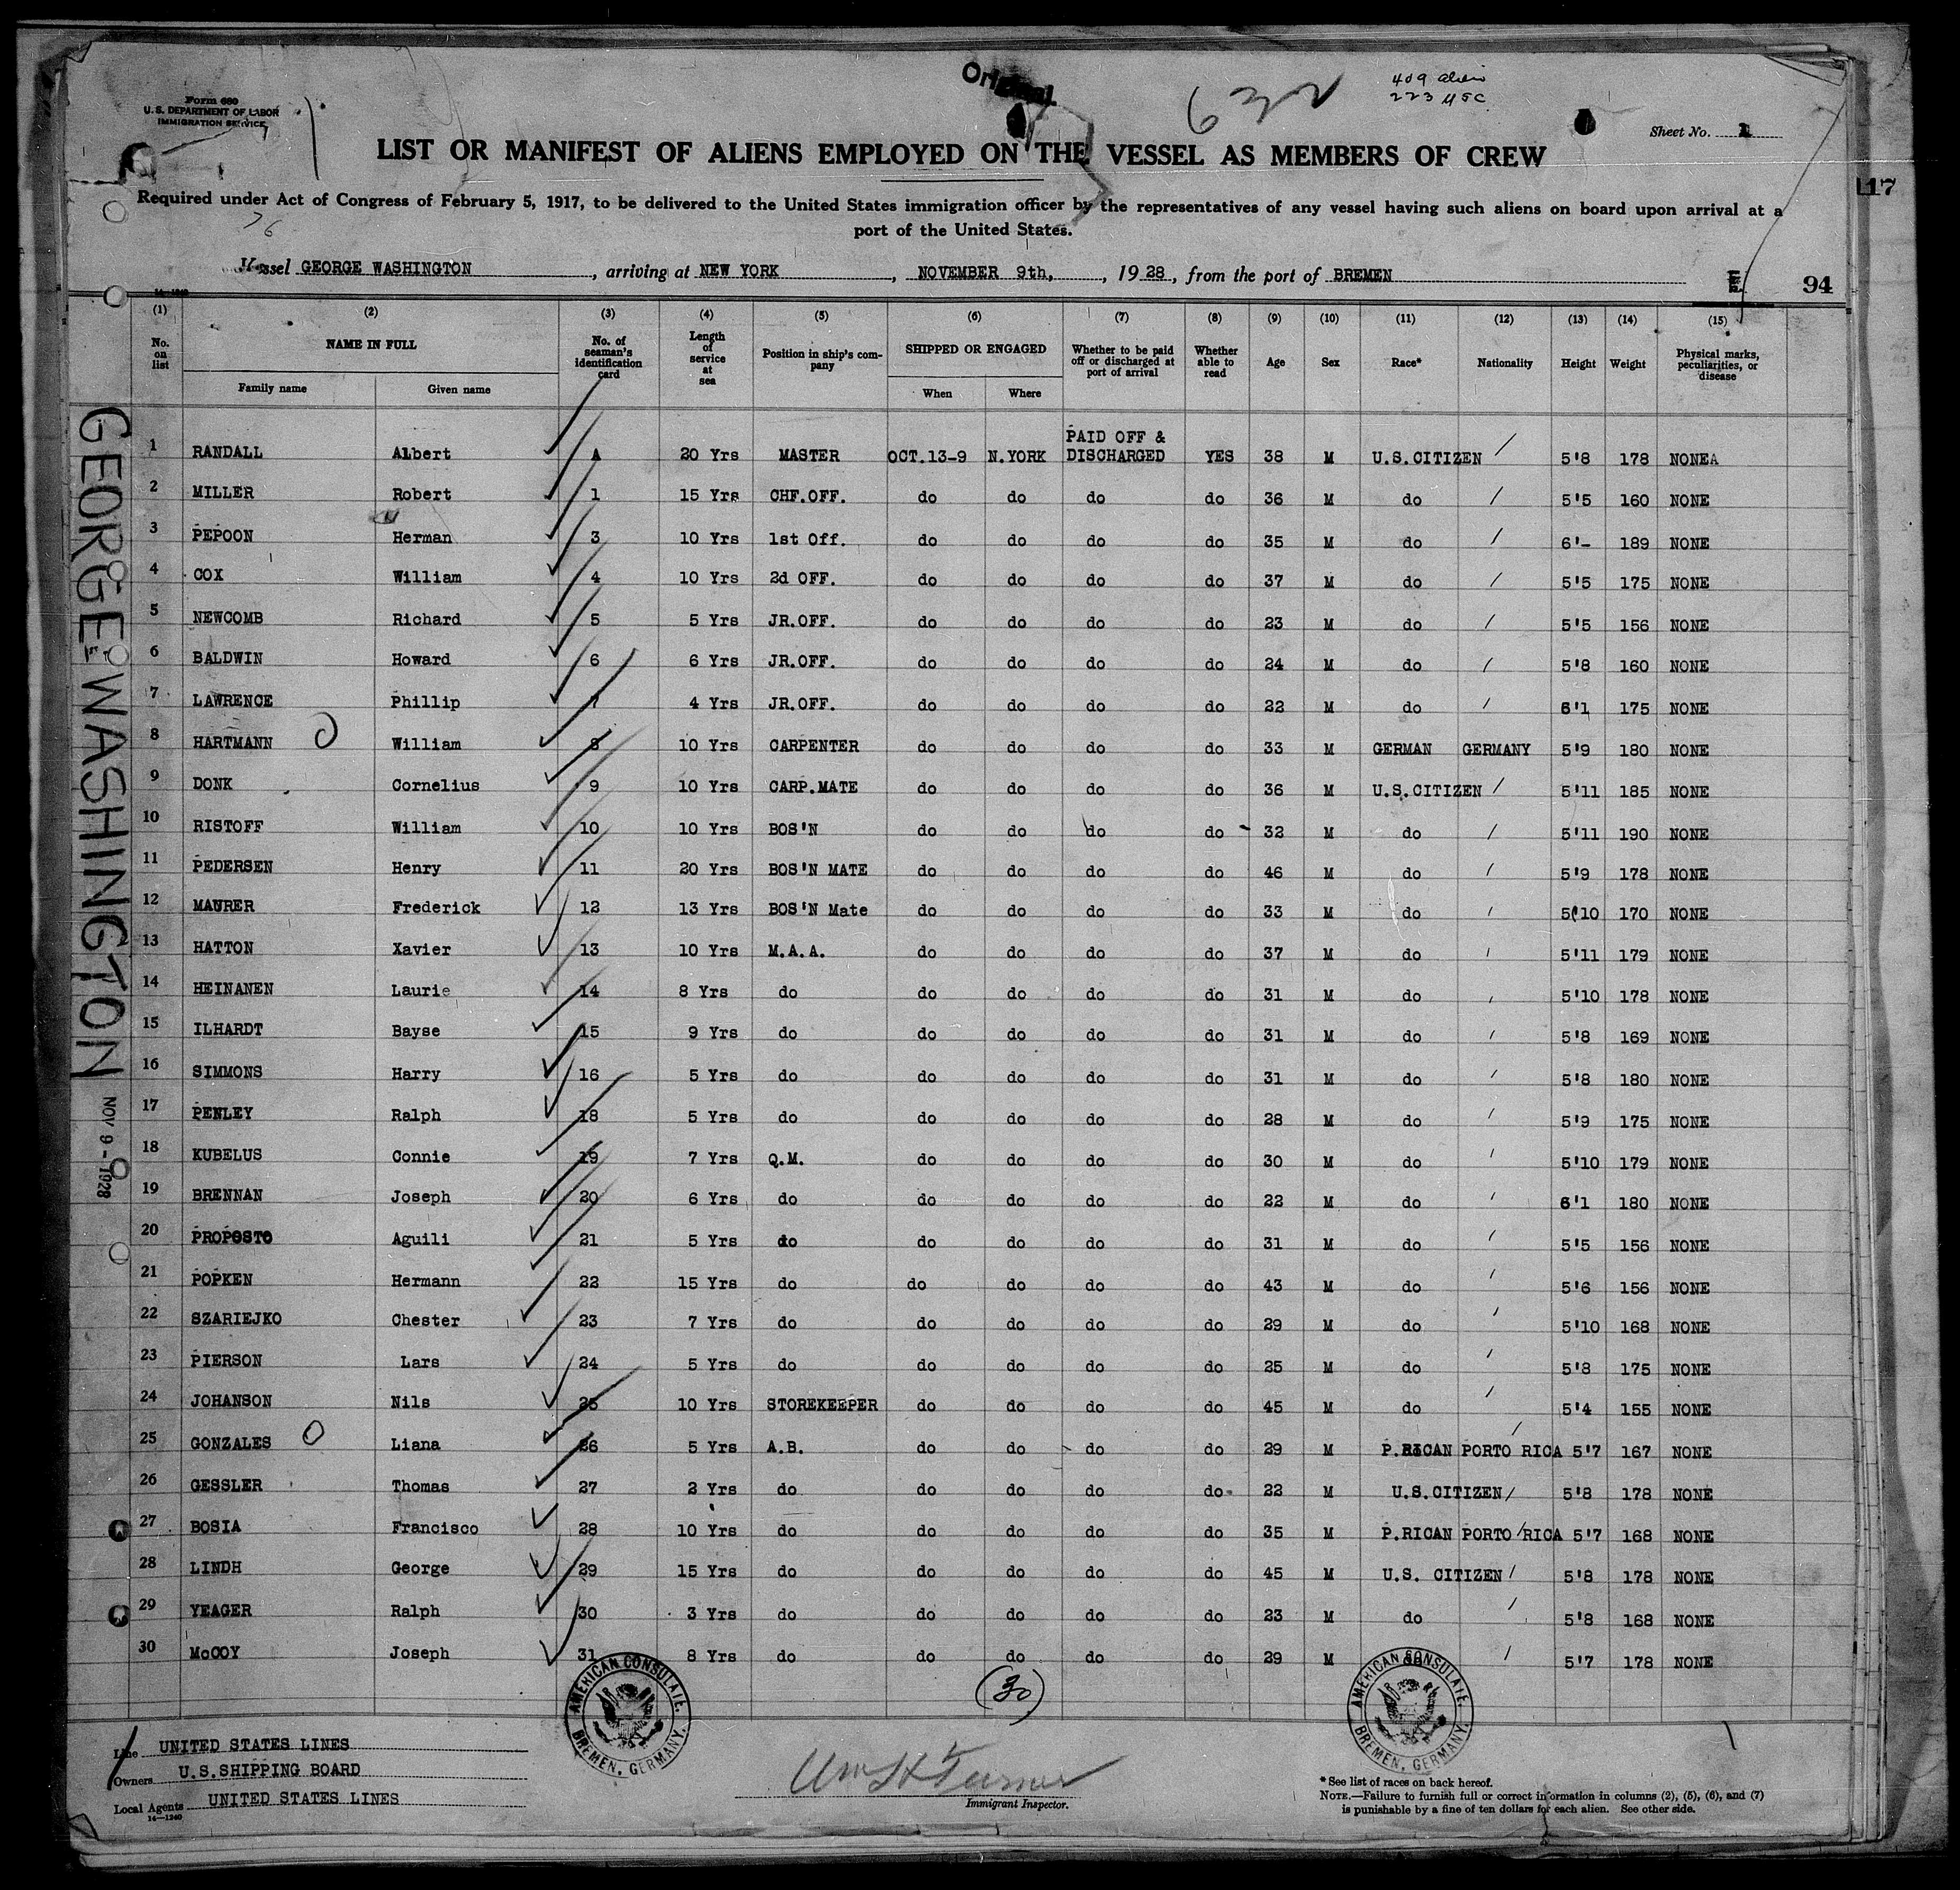 Original
632
409 alien
223 USC
Form 680
U.S. DEPARTMENT OF LABOR
IMMIGRATION SERVICE
Sheet No. 1
LIST OR MANIFEST OF ALIENS EMPLOYED ON THE VESSEL AS MEMBERS OF CREW
117
Required under Act of Congress of February 5, 1917, to be delivered to the United States immigration officer by the representatives of any vessel having such aliens on board upon arrival at a
port of the United States.
76
Vessel GEORGE WASHINGTON, arriving at NEW YORK, NOVEMBER 9th, 1928, from the port of BREMEN
94
14-1240
(1) (2) (3) (4) (5) (6) (7) (8) (9) (10) (11) (12) (13) (14) (15)
No. on list NAME IN FULL Family name Given name No. of seaman's identification card Length of service at sea Position in ship's company SHIPPED OR ENGAGED When Where Whether to be paid off or discharged at port of arrival Whether able to read Age Sex Race* Nationality Height Weight Physical marks, peculiarities, or disease
1 RANDALL Albert A 20 Yrs MASTER OCT.13-9 N.YORK PAID OFF & DISCHARGED YES 38 M U.S.CITIZEN 5'8 178 NONEA
2 MILLER Robert 1 15 Yrs CHF.OFF. do do do do 36 M do 5'5 160 NONE
3 PEPOON Herman 3 10 Yrs 1st Off. do do do do 35 M do 6'- 189 NONE
4 COX William 4 10 Yrs 2d OFF. do do do do 37 M do 5'5 175 NONE
5 NEWCOMB Richard 5 5 Yrs JR.OFF. do do do do 23 M do 5'5 156 NONE
6 BALDWIN Howard 6 6 Yrs JR.OFF. do do do do 24 M do 5'8 160 NONE
7 LAWRENCE Phillip 7 4 Yrs JR.OFF. do do do do 22 M do 6'1 175 NONE
8 HARTMANN William 8 10 Yrs CARPENTER do do do do 33 M GERMAN GERMANY 5'9 180 NONE
9 DONK Cornelius 9 10 Yrs CARP.MATE do do do do 36 M U.S.CITIZEN 5'11 185 NONE
10 RISTOFF William 10 10 Yrs BOS'N do do do do 32 M do 5'11 190 NONE
11 PEDERSEN Henry 11 20 Yrs BOS'N MATE do do do do 46 M do 5'9 178 NONE
12 MAURER Frederick 12 13 Yrs BOS'N Mate do do do do 33 M do 5'10 170 NONE
13 HATTON Xavier 13 10 Yrs M.A.A. do do do do 37 M do 5'11 179 NONE
14 HEINANEN Laurie 14 8 Yrs do do do do do 31 M do 5'10 178 NONE
15 ILHARDT Bayse 15 9 Yrs do do do do do 31 M do 5'8 169 NONE
16 SIMMONS Harry 16 5 Yrs do do do do do 31 M do 5'8 180 NONE
17 PENLEY Ralph 18 5 Yrs do do do do do 28 M do 5'9 175 NONE
18 KUBELUS Connie 19 7 Yrs Q.M. do do do do 30 M do 5'10 179 NONE
19 BRENNAN Joseph 20 6 Yrs do do do do do 22 M do 6'1 180 NONE
20 PROPOSTO Aguili 21 5 Yrs do do do do do 31 M do 5'5 156 NONE
21 POPKEN Hermann 22 15 Yrs do do do do do 43 M do 5'6 156 NONE
22 SZARIEJKO Chester 23 7 Yrs do do do do do 29 M do 5'10 168 NONE
23 PIERSON Lars 24 5 Yrs do do do do do 25 M do 5'8 175 NONE
24 JOHANSON Nils 25 10 Yrs STOREKEEPER do do do do 45 M do 5'4 155 NONE
25 GONZALES Liana 26 5 Yrs A.B. do do do do 29 M P.RICAN PORTO RICA 5'7 167 NONE
26 GESSLER Thomas 27 2 Yrs do do do do do 22 M U.S.CITIZEN 5'8 178 NONE
27 BOSIA Francisco 28 10 Yrs do do do do do 35 M P.RICAN PORTO RICA 5'7 168 NONE
28 LINDH George 29 15 Yrs do do do do do 45 M U.S. CITIZEN 5'8 178 NONE
29 YEAGER Ralph 30 3 Yrs do do do do do 23 M do 5'8 168 NONE
30 McCOY Joseph 31 8 Yrs do do do do do 29 M do 5'7 178 NONE
(30)
GEORGE WASHINGTON
NOV 9 - 1928
AMERICAN CONSULATE. BREMEN, GERMANY.
AMERICAN CONSULATE. BREMEN, GERMANY.
Line UNITED STATES LINES
Owners U.S.SHIPPING BOARD
Local Agents UNITED STATES LINES
14-1240
Wm H Turner
Immigrant Inspector.
*See list of races on back hereof.
NOTE.—Failure to furnish full or correct information in columns (2), (5), (6), and (7)
is punishable by a fine of ten dollars for each alien. See other side.